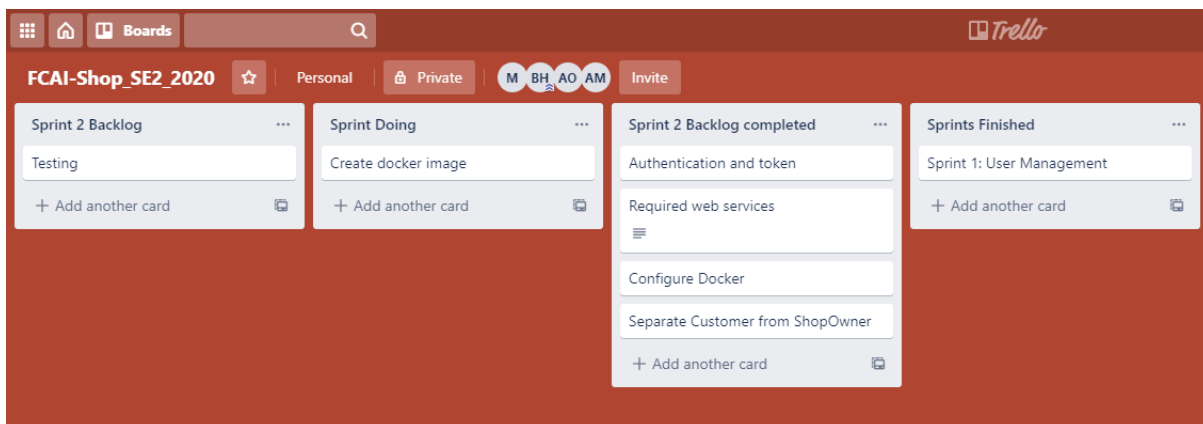 Boards
Trello
FCAI-Shop_SE2_2020
Personal
Private
M BH AO AM
Invite
Sprint 2 Backlog
Testing
+ Add another card
Sprint Doing
Create docker image
+ Add another card
Sprint 2 Backlog completed
Authentication and token
Required web services
Configure Docker
Separate Customer from ShopOwner
+ Add another card
Sprints Finished
Sprint 1: User Management
+ Add another card